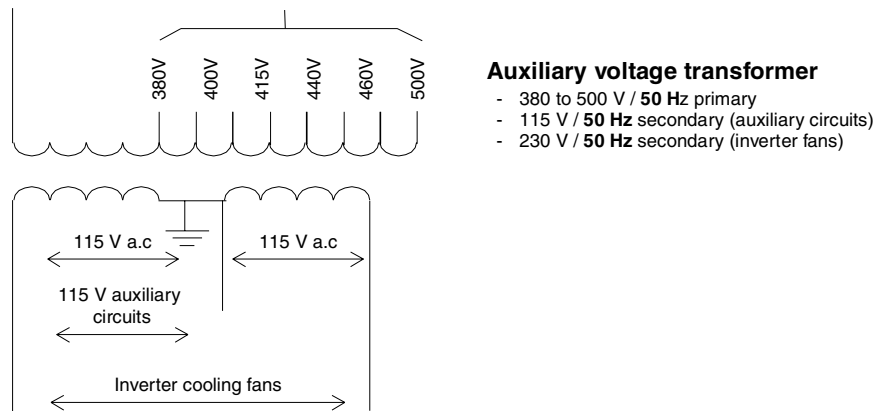 380V
400V
415V
440V
460V
500V
Auxiliary voltage transformer
- 380 to 500 V / 50 Hz primary
- 115 V / 50 Hz secondary (auxiliary circuits)
- 230 V / 50 Hz secondary (inverter fans)
115 V a.c
115 V a.c
115 V auxiliary
circuits
Inverter cooling fans